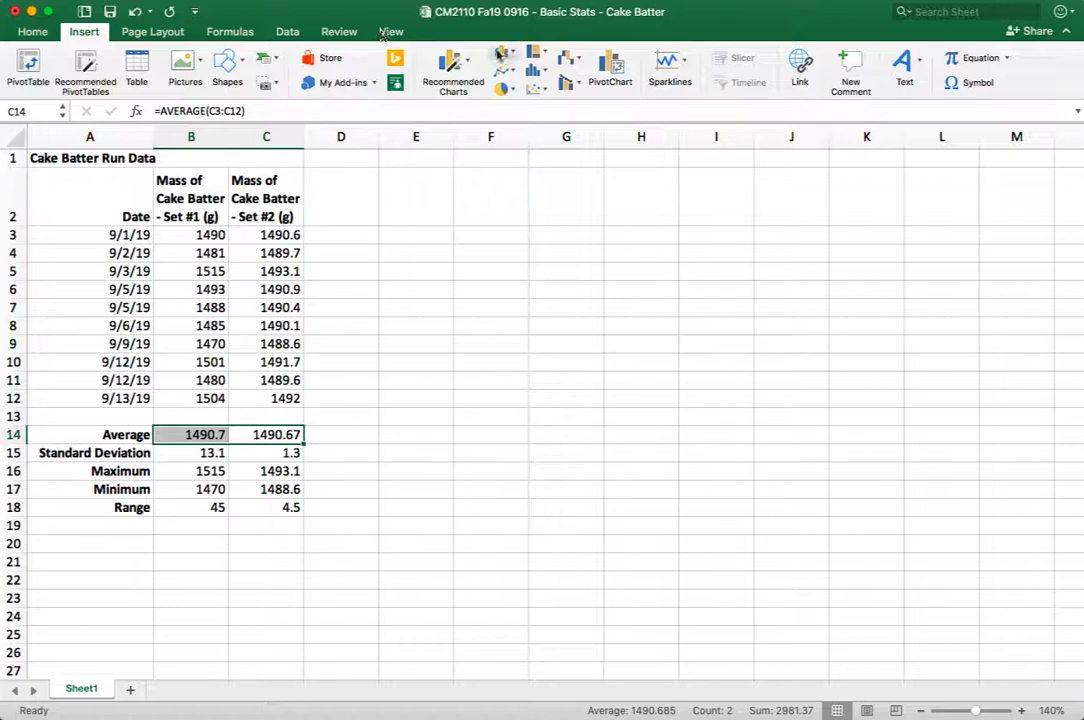 CM2110 Fa19 0916 - Basic Stats - Cake Batter
Search Sheet
Home Insert Page Layout Formulas Data Review View
Share
PivotTable
Recommended
PivotTables
Table
Pictures
Shapes
Store
My Add-ins
Recommended
Charts
PivotChart
Sparklines
Slicer
Timeline
Link
New
Comment
Text
Equation
Symbol
C14 fx =AVERAGE(C3:C12)
A B C D E F G H I J K L M
1 Cake Batter Run Data
Mass of Mass of
Cake Batter Cake Batter
2 Date - Set #1 (g) - Set #2 (g)
3 9/1/19 1490 1490.6
4 9/2/19 1481 1489.7
5 9/3/19 1515 1493.1
6 9/5/19 1493 1490.9
7 9/5/19 1488 1490.4
8 9/6/19 1485 1490.1
9 9/9/19 1470 1488.6
10 9/12/19 1501 1491.7
11 9/12/19 1480 1489.6
12 9/13/19 1504 1492
13
14 Average 1490.7 1490.67
15 Standard Deviation 13.1 1.3
16 Maximum 1515 1493.1
17 Minimum 1470 1488.6
18 Range 45 4.5
19
20
21
22
23
24
25
26
27
Sheet1
Ready Average: 1490.685 Count: 2 Sum: 2981.37 140%